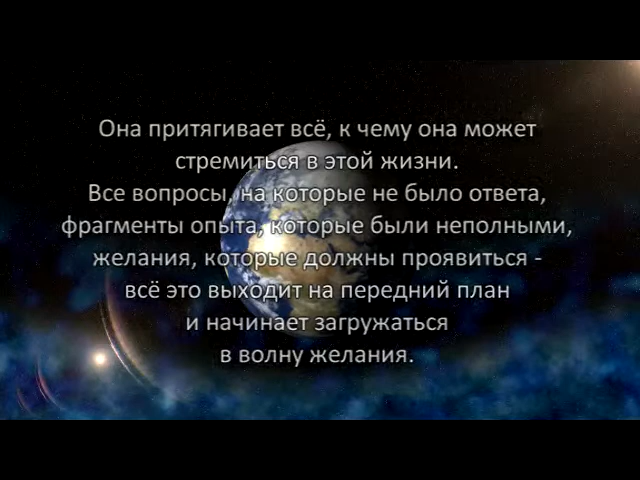 Она притягивает всё, к чему она может
стремиться в этой жизни.
Все вопросы, на которые не было ответа,
фрагменты опыта, которые были неполными,
желания, которые должны проявиться -
всё это выходит на передний план
и начинает загружаться
в волну желания.